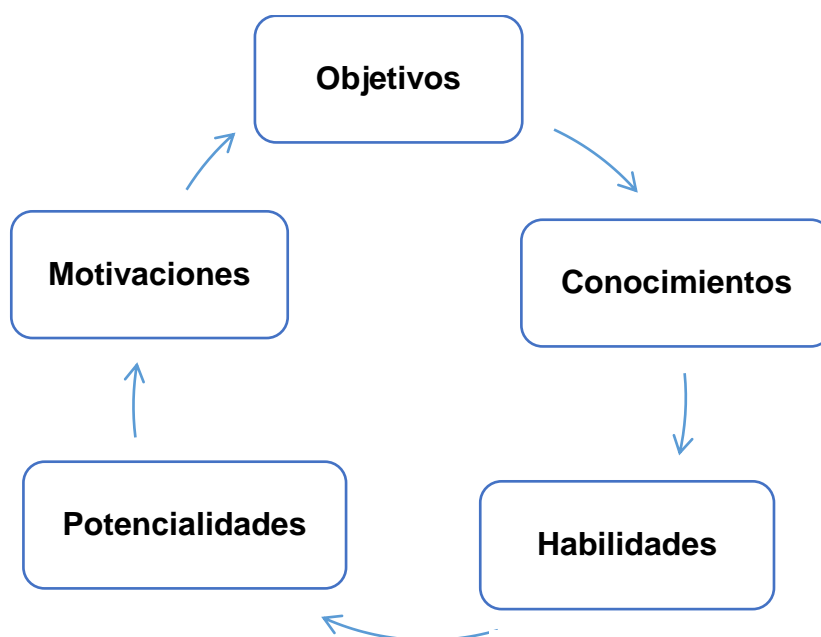 Objetivos
Conocimientos
Habilidades
Potencialidades
Motivaciones